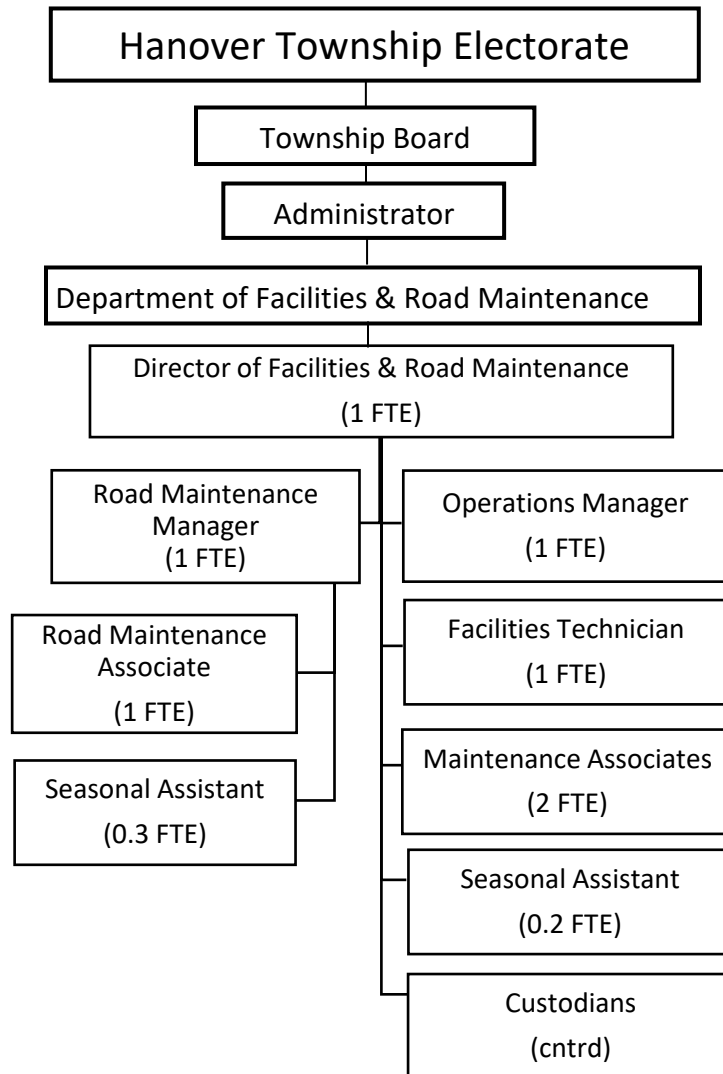 Hanover Township Electorate
Township Board
Administrator
Department of Facilities & Road Maintenance
Director of Facilities & Road Maintenance
(1 FTE)
Road Maintenance
Manager
(1 FTE)
Road Maintenance
Associate
(1 FTE)
Seasonal Assistant
(0.3 FTE)
Operations Manager
(1 FTE)
Facilities Technician
(1 FTE)
Maintenance Associates
(2 FTE)
Seasonal Assistant
(0.2 FTE)
Custodians
(cntrd)